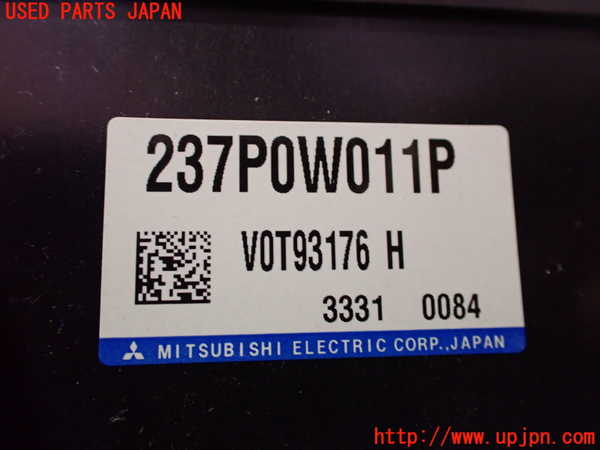 USED PARTS JAPAN
237P0W011P
V0T93176 H
3331 0084
MITSUBISHI ELECTRIC CORP.,JAPAN
http://www.upjpn.com/